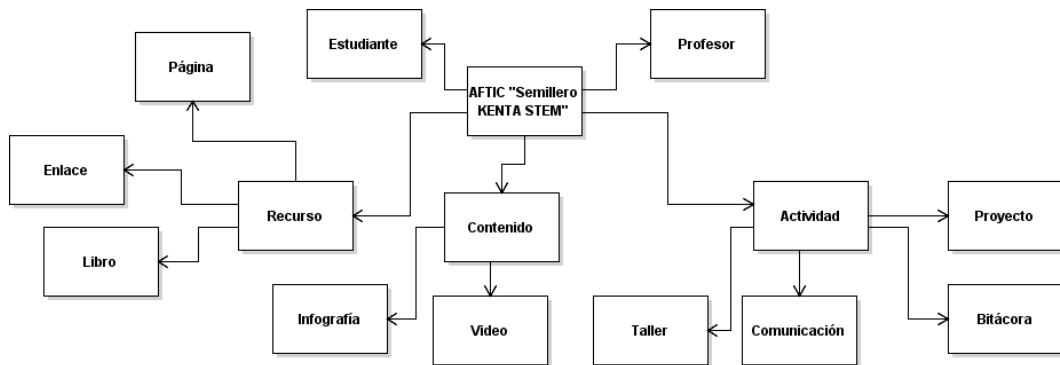 Estudiante
Profesor
Página
AFTIC "Semillero
KENTA STEM"
Enlace
Recurso
Contenido
Actividad
Proyecto
Libro
Infografía
Video
Taller
Comunicación
Bitácora